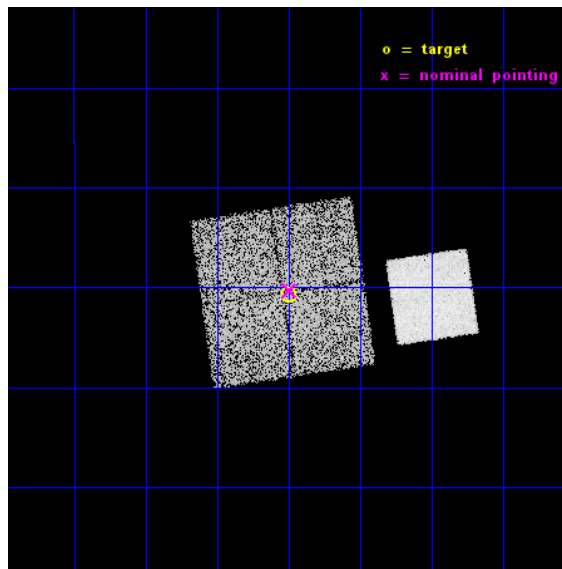 o = target
x = nominal pointing